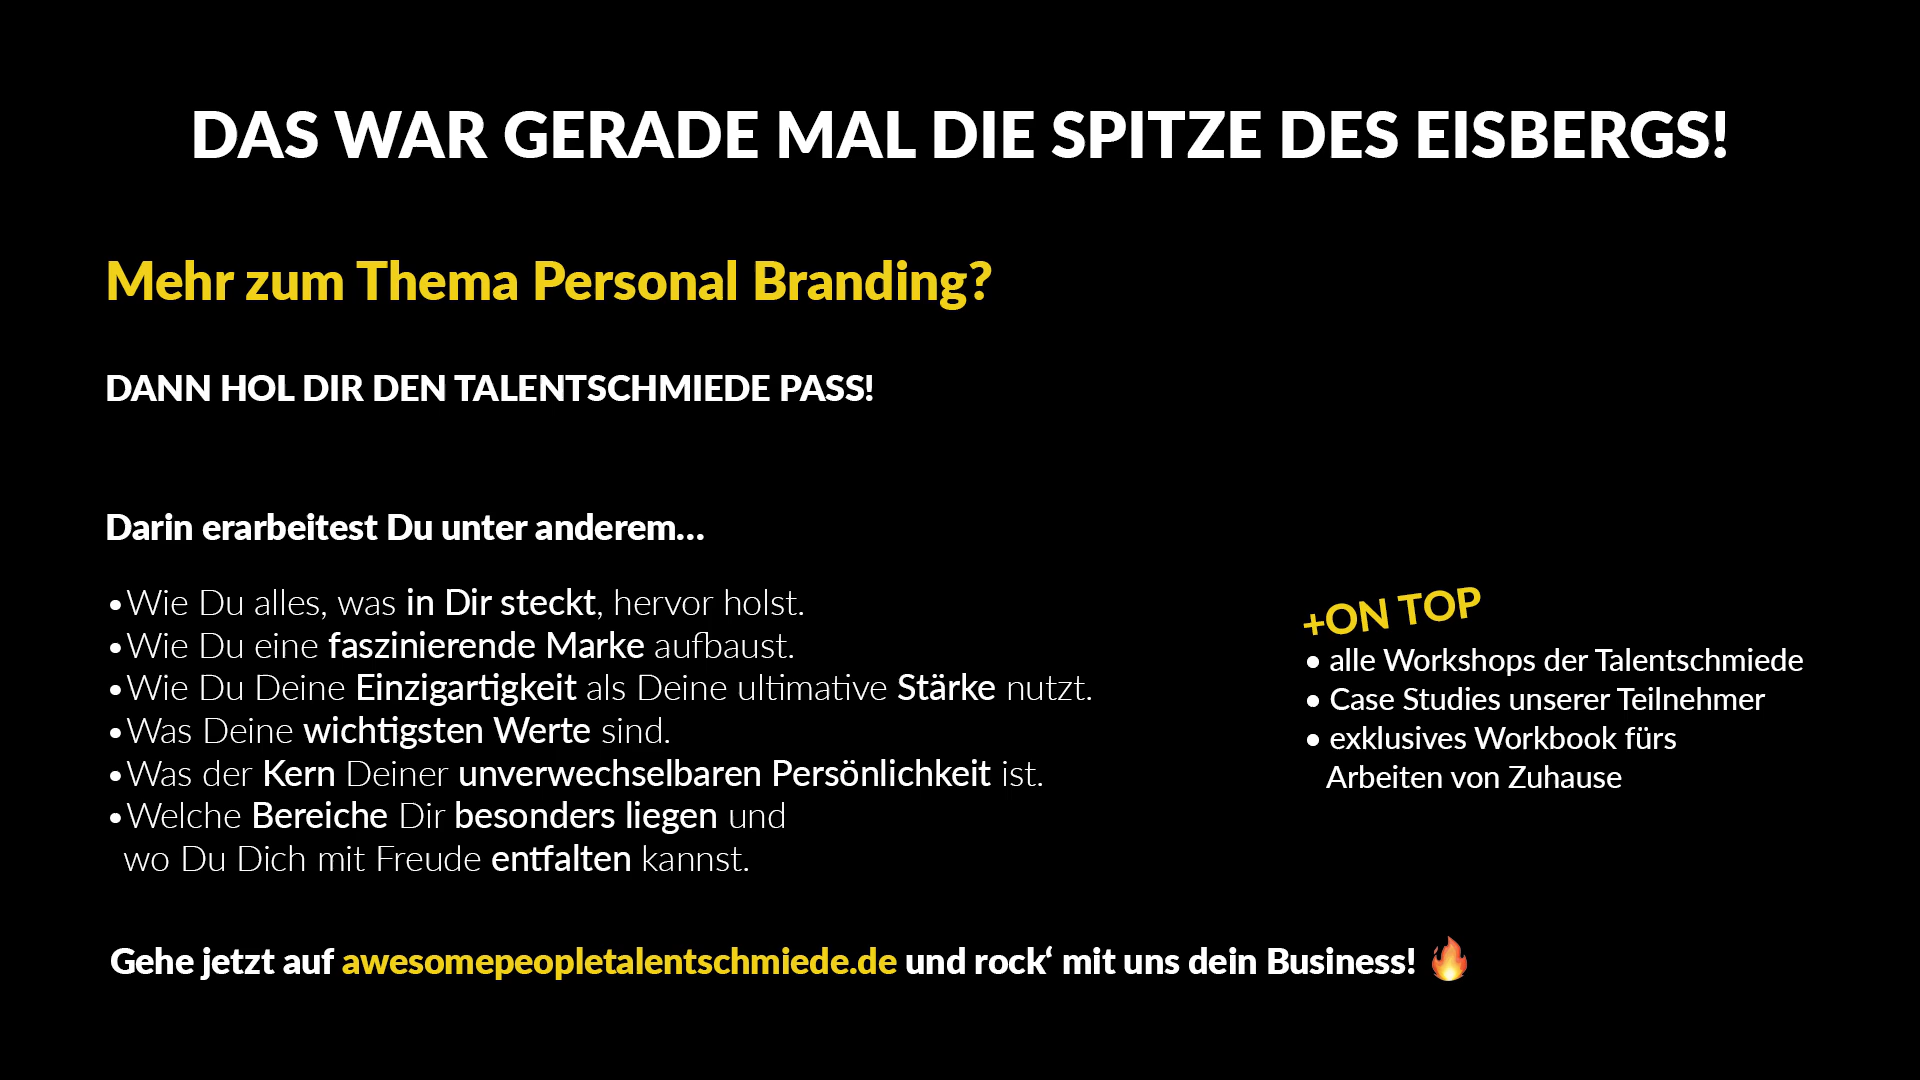 DAS WAR GERADE MAL DIE SPITZE DES EISBERGS!
Mehr zum Thema Personal Branding?
DANN HOL DIR DEN TALENTSCHMIEDE PASS!
Darin erarbeitest Du unter anderem...
•Wie Du alles, was in Dir steckt, hervor holst.
•Wie Du eine faszinierende Marke aufbaust.
•Wie Du Deine Einzigartigkeit als Deine ultimative Stärke nutzt.
•Was Deine wichtigsten Werte sind.
•Was der Kern Deiner unverwechselbaren Persönlichkeit ist.
•Welche Bereiche Dir besonders liegen und
wo Du Dich mit Freude entfalten kannst.
+ON TOP
• alle Workshops der Talentschmiede
• Case Studies unserer Teilnehmer
• exklusives Workbook fürs
Arbeiten von Zuhause
Gehe jetzt auf awesomepeopletalentschmiede.de und rock‘ mit uns dein Business! 🔥